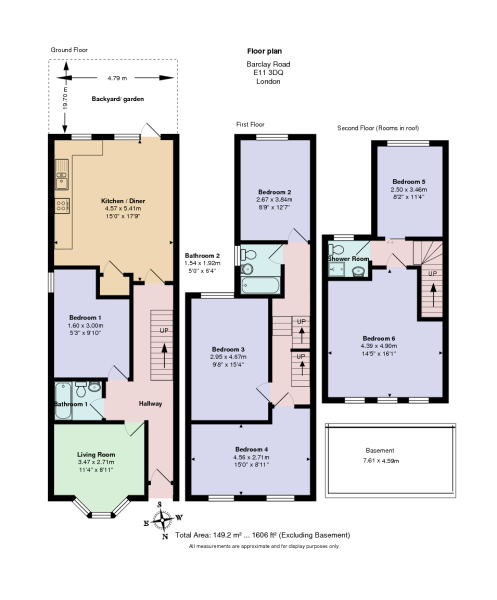 Ground Floor
4.79 m
19.70 m
Backyard/ garden
Floor plan
Barclay Road
E11 3DQ
London
First Floor
Second Floor (Rooms in roof)
Kitchen / Diner
4.57 x 5.41m
15'0" x 17'9"
Bedroom 2
2.67 x 3.84m
8'9" x 12'7"
Bedroom 5
2.50 x 3.46m
8'2" x 11'4"
Bathroom 2
1.54 x 1.92m
5'0" x 6'4"
Shower Room
UP
Bedroom 1
1.60 x 3.00m
5'3" x 9'10"
UP
UP
UP
Bedroom 3
2.95 x 4.67m
9'8" x 15'4"
Bedroom 6
4.39 x 4.90m
14'5" x 16'1"
Bathroom 1
Hallway
Living Room
3.47 x 2.71m
11'4" x 8'11"
Bedroom 4
4.56 x 2.71m
15'0" x 8'11"
Basement
7.61 x 4.59m
S
E
W
N
Total Area: 149.2 m² ... 1606 ft² (Excluding Basement)
All measurements are approximate and for display purposes only